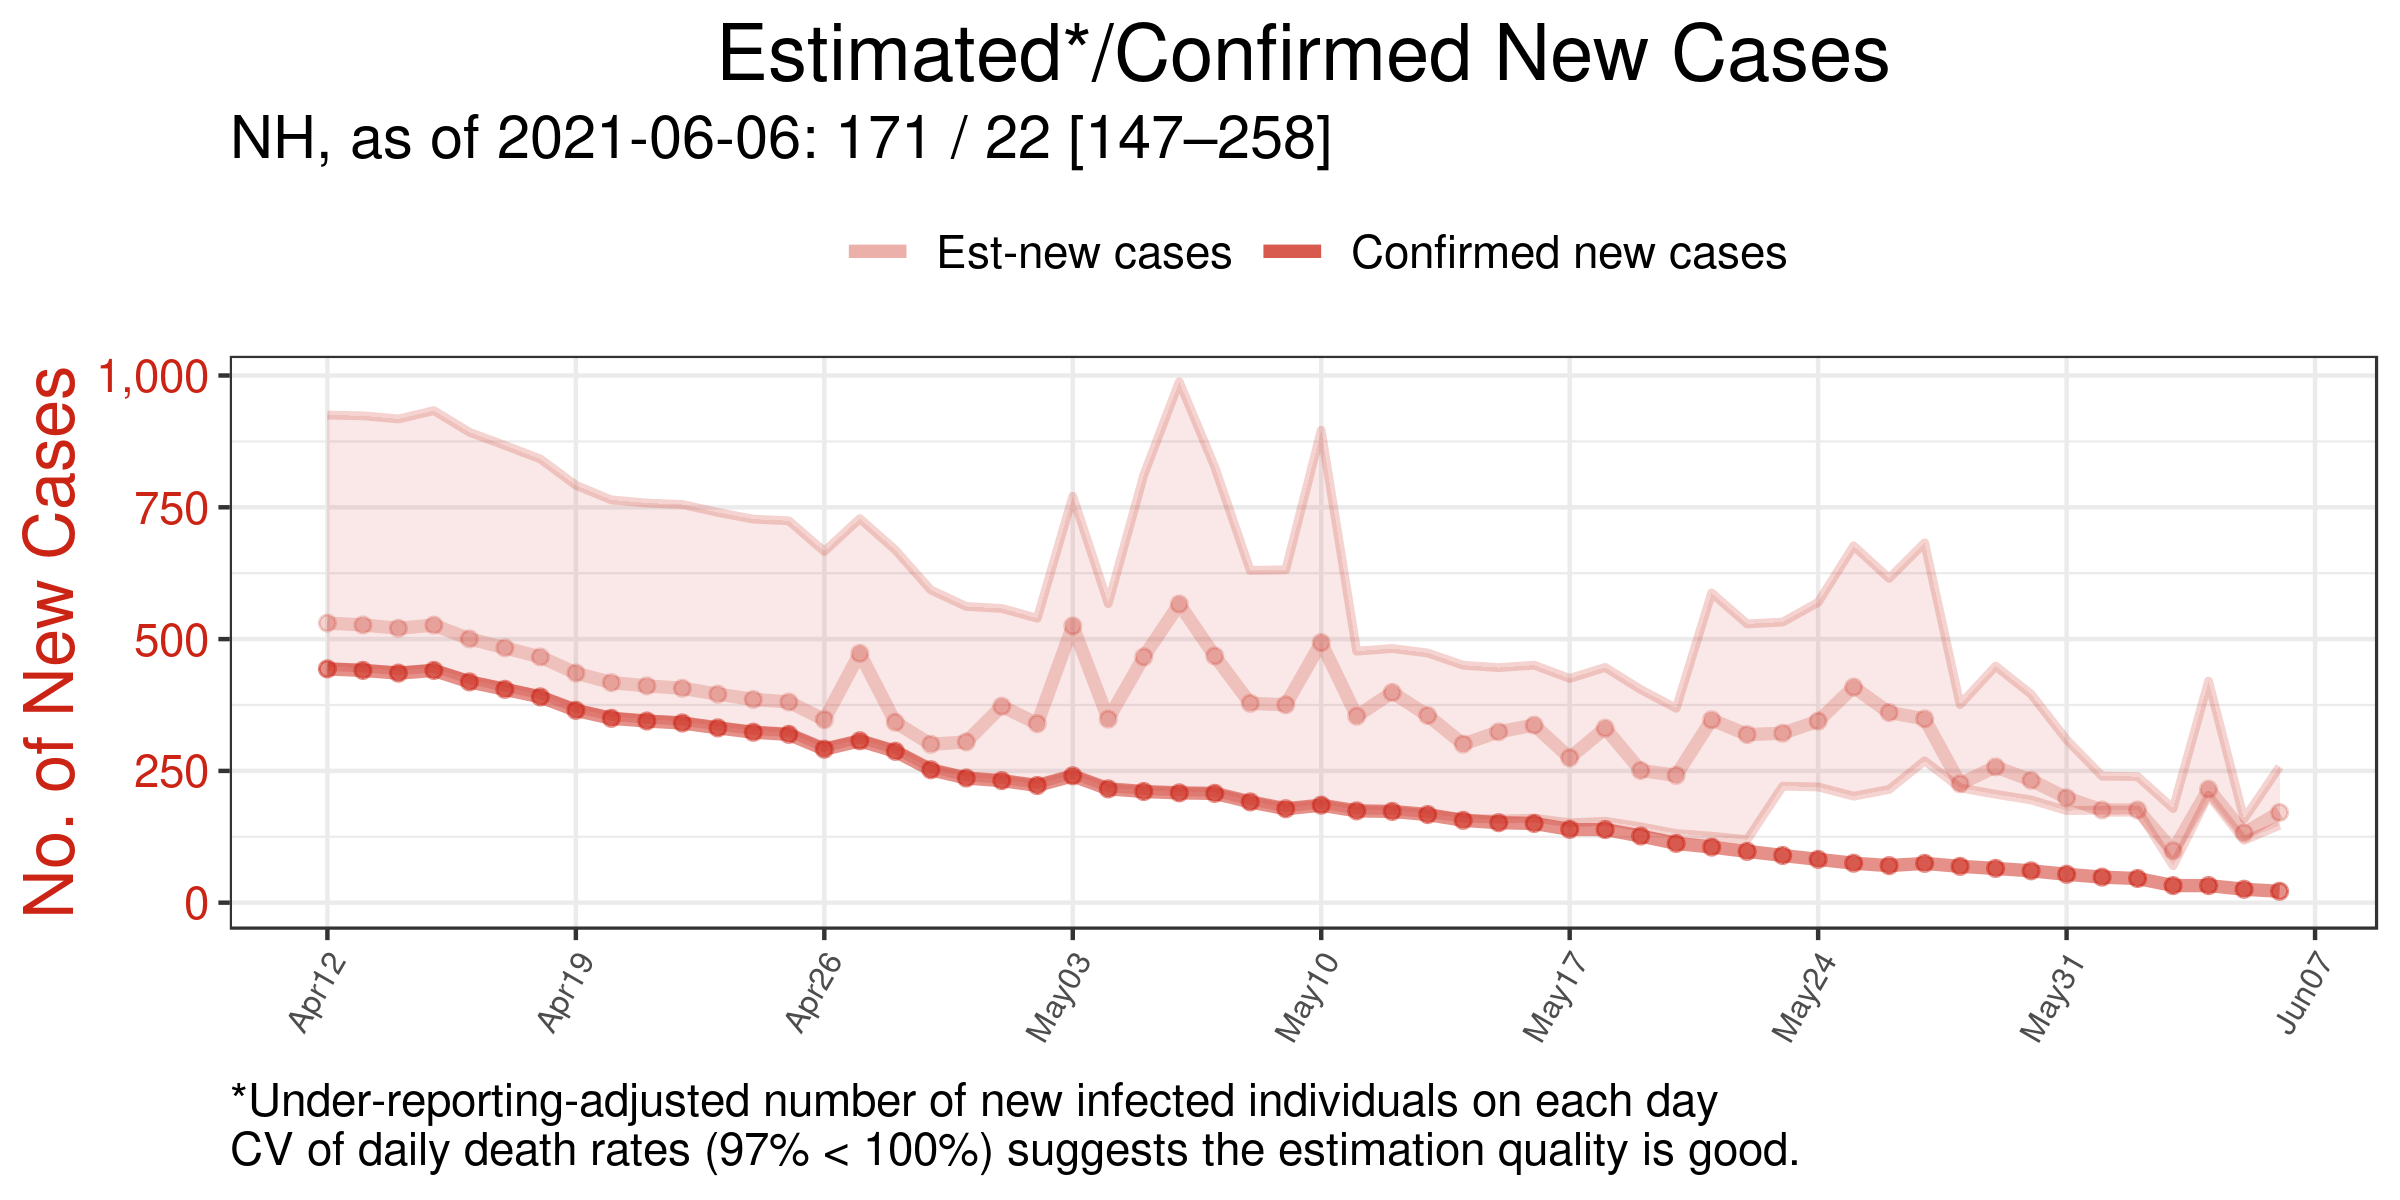 Estimated*/Confirmed New Cases
NH, as of 2021-06-06: 171 / 22 [147–258]
Est-new cases Confirmed new cases
No. of New Cases
1,000
750
500
250
0
Apr12 Apr19 Apr26 May03 May10 May17 May24 May31 Jun07
*Under-reporting-adjusted number of new infected individuals on each day
CV of daily death rates (97% < 100%) suggests the estimation quality is good.